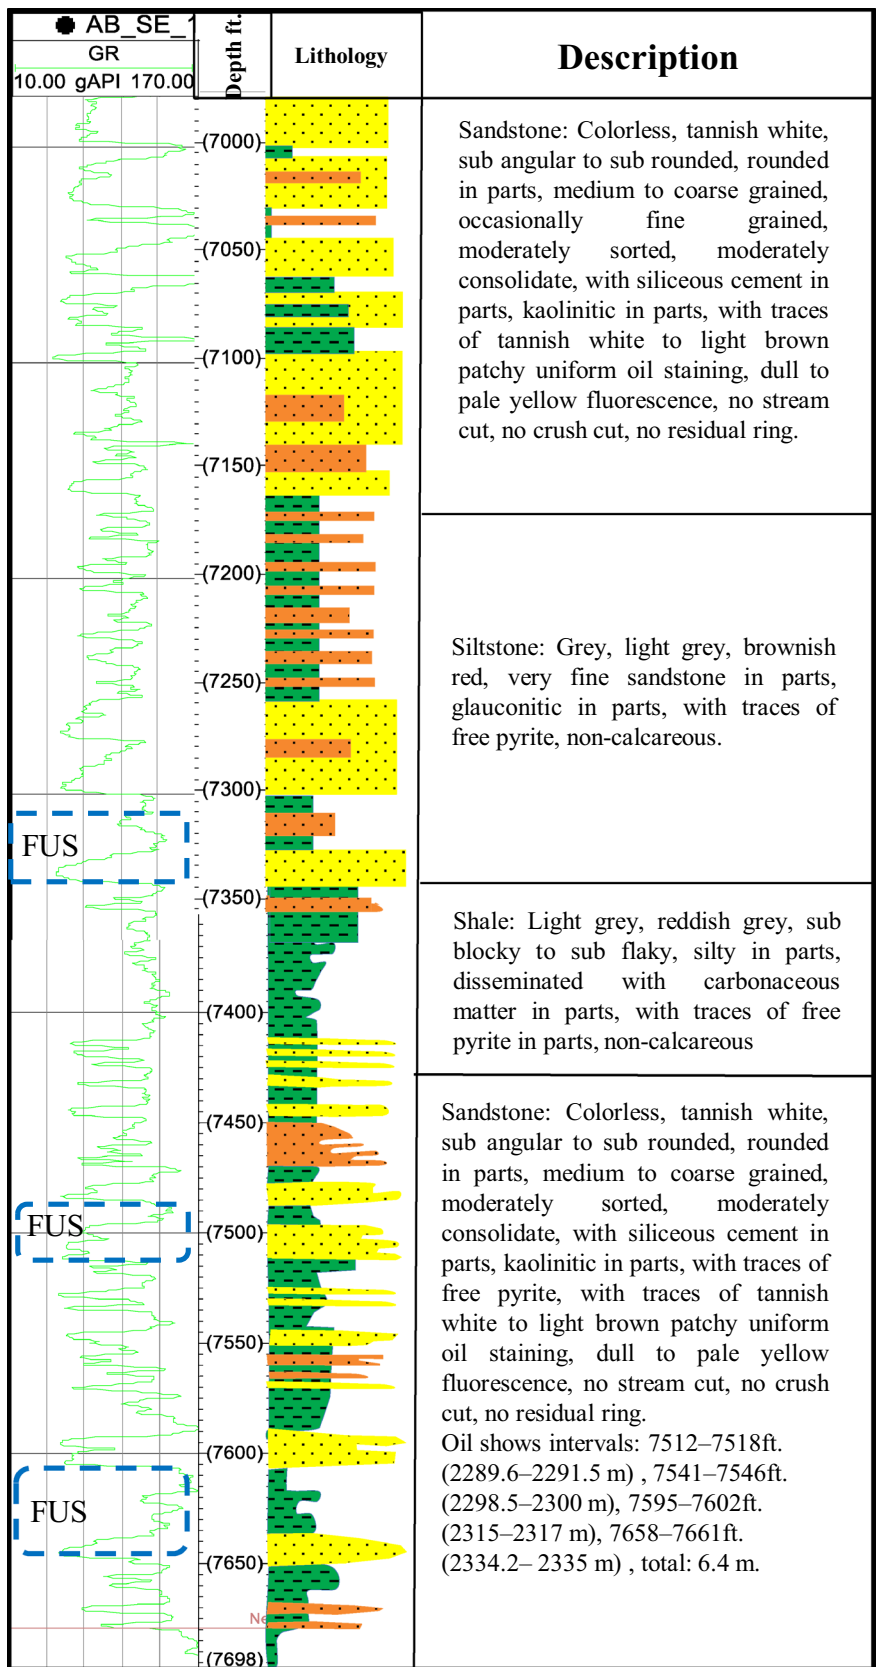 AB_SE_1
GR
10.00 gAPI 170.00
Depth ft.
Lithology
Description
(7000)
(7050)
(7100)
(7150)
(7200)
(7250)
(7300)
(7350)
(7400)
(7450)
(7500)
(7550)
(7600)
(7650)
(7698)
FUS
FUS
FUS
Ne
Sandstone: Colorless, tannish white,
sub angular to sub rounded, rounded
in parts, medium to coarse grained,
occasionally fine grained,
moderately sorted, moderately
consolidate, with siliceous cement in
parts, kaolinitic in parts, with traces
of tannish white to light brown
patchy uniform oil staining, dull to
pale yellow fluorescence, no stream
cut, no crush cut, no residual ring.
Siltstone: Grey, light grey, brownish
red, very fine sandstone in parts,
glauconitic in parts, with traces of
free pyrite, non-calcareous.
Shale: Light grey, reddish grey, sub
blocky to sub flaky, silty in parts,
disseminated with carbonaceous
matter in parts, with traces of free
pyrite in parts, non-calcareous
Sandstone: Colorless, tannish white,
sub angular to sub rounded, rounded
in parts, medium to coarse grained,
moderately sorted, moderately
consolidate, with siliceous cement in
parts, kaolinitic in parts, with traces of
free pyrite, with traces of tannish
white to light brown patchy uniform
oil staining, dull to pale yellow
fluorescence, no stream cut, no crush
cut, no residual ring.
Oil shows intervals: 7512–7518ft.
(2289.6–2291.5 m) , 7541–7546ft.
(2298.5–2300 m), 7595–7602ft.
(2315–2317 m), 7658–7661ft.
(2334.2– 2335 m) , total: 6.4 m.